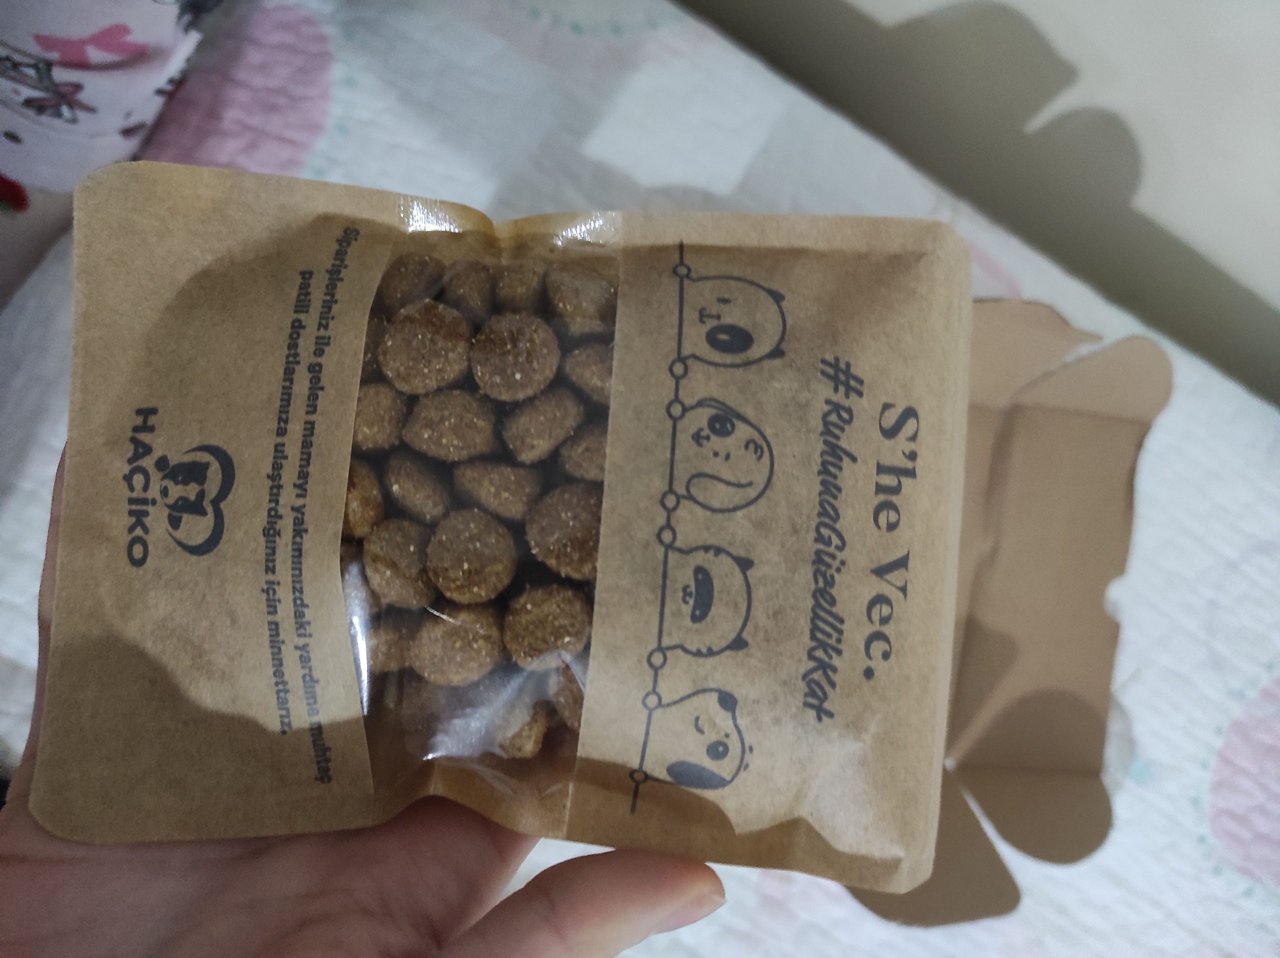 S'he Vec.
#RuhunaGüzellikKat
Siparişleriniz ile gelen mamayı yakınımızdaki yardıma muhtaç
patili dostlarımıza ulaştırdığınız için minnettarız.
HAÇİKO